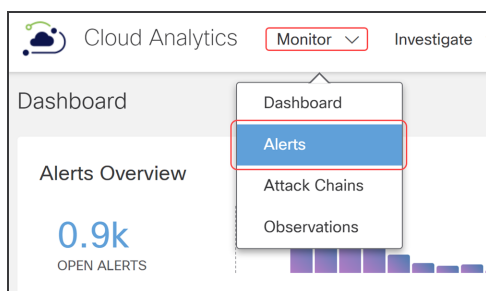 Cloud Analytics Monitor Investigate
Dashboard
Dashboard
Alerts
Attack Chains
Observations
Alerts Overview
0.9k
OPEN ALERTS